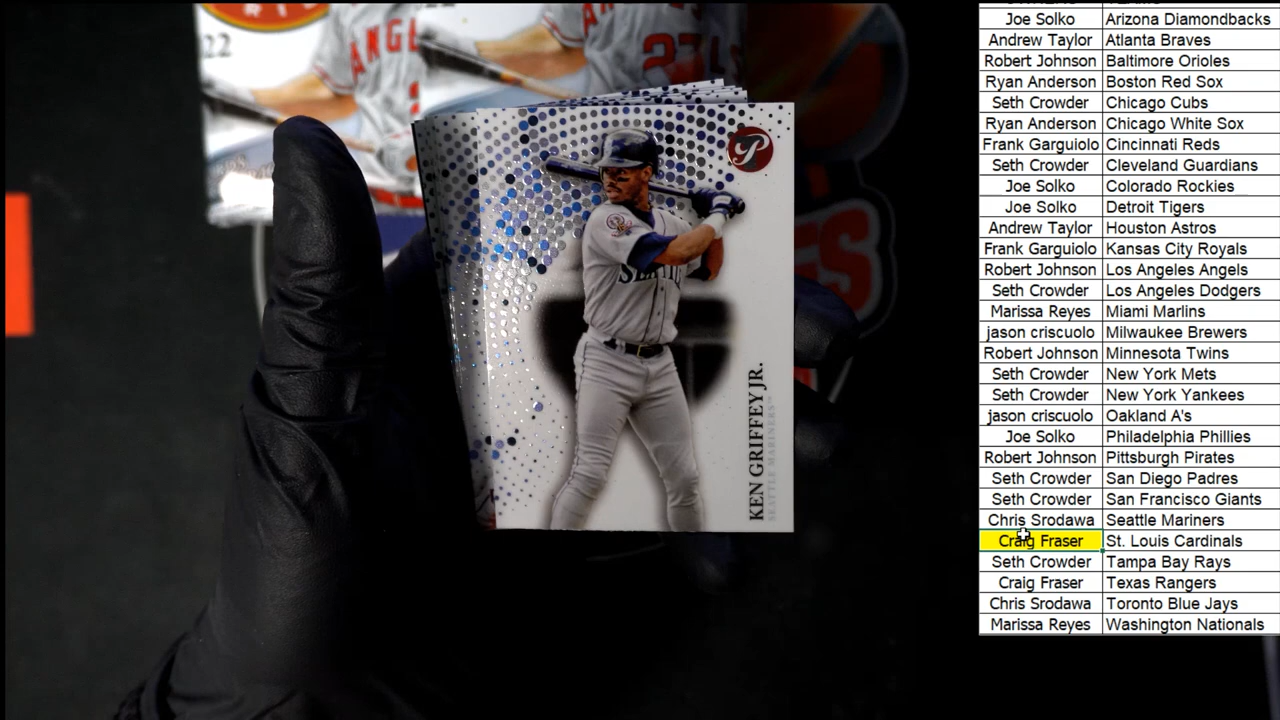 22
ANGE
27
P
SEATTLE
KEN GRIFFEY JR.
SEATTLE MARINERS™
Joe Solko Arizona Diamondbacks
Andrew Taylor Atlanta Braves
Robert Johnson Baltimore Orioles
Ryan Anderson Boston Red Sox
Seth Crowder Chicago Cubs
Ryan Anderson Chicago White Sox
Frank Garguiolo Cincinnati Reds
Seth Crowder Cleveland Guardians
Joe Solko Colorado Rockies
Joe Solko Detroit Tigers
Andrew Taylor Houston Astros
Frank Garguiolo Kansas City Royals
Robert Johnson Los Angeles Angels
Seth Crowder Los Angeles Dodgers
Marissa Reyes Miami Marlins
jason criscuolo Milwaukee Brewers
Robert Johnson Minnesota Twins
Seth Crowder New York Mets
Seth Crowder New York Yankees
jason criscuolo Oakland A's
Joe Solko Philadelphia Phillies
Robert Johnson Pittsburgh Pirates
Seth Crowder San Diego Padres
Seth Crowder San Francisco Giants
Chris Srodawa Seattle Mariners
Craig Fraser St. Louis Cardinals
Seth Crowder Tampa Bay Rays
Craig Fraser Texas Rangers
Chris Srodawa Toronto Blue Jays
Marissa Reyes Washington Nationals